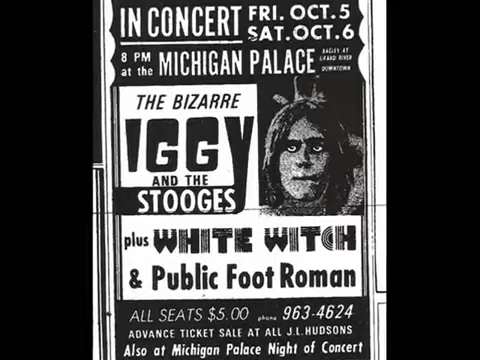 IN CONCERT FRI. OCT. 5
SAT. OCT. 6
8 PM
at the MICHIGAN PALACE
BAGLEY AT
GRAND RIVER
DOWNTOWN
THE BIZARRE
IGGY
AND THE
STOOGES
plus WHITE WITCH
& Public Foot Roman
ALL SEATS $5.00 phone 963-4624
ADVANCE TICKET SALE AT ALL J.L. HUDSONS
Also at Michigan Palace Night of Concert